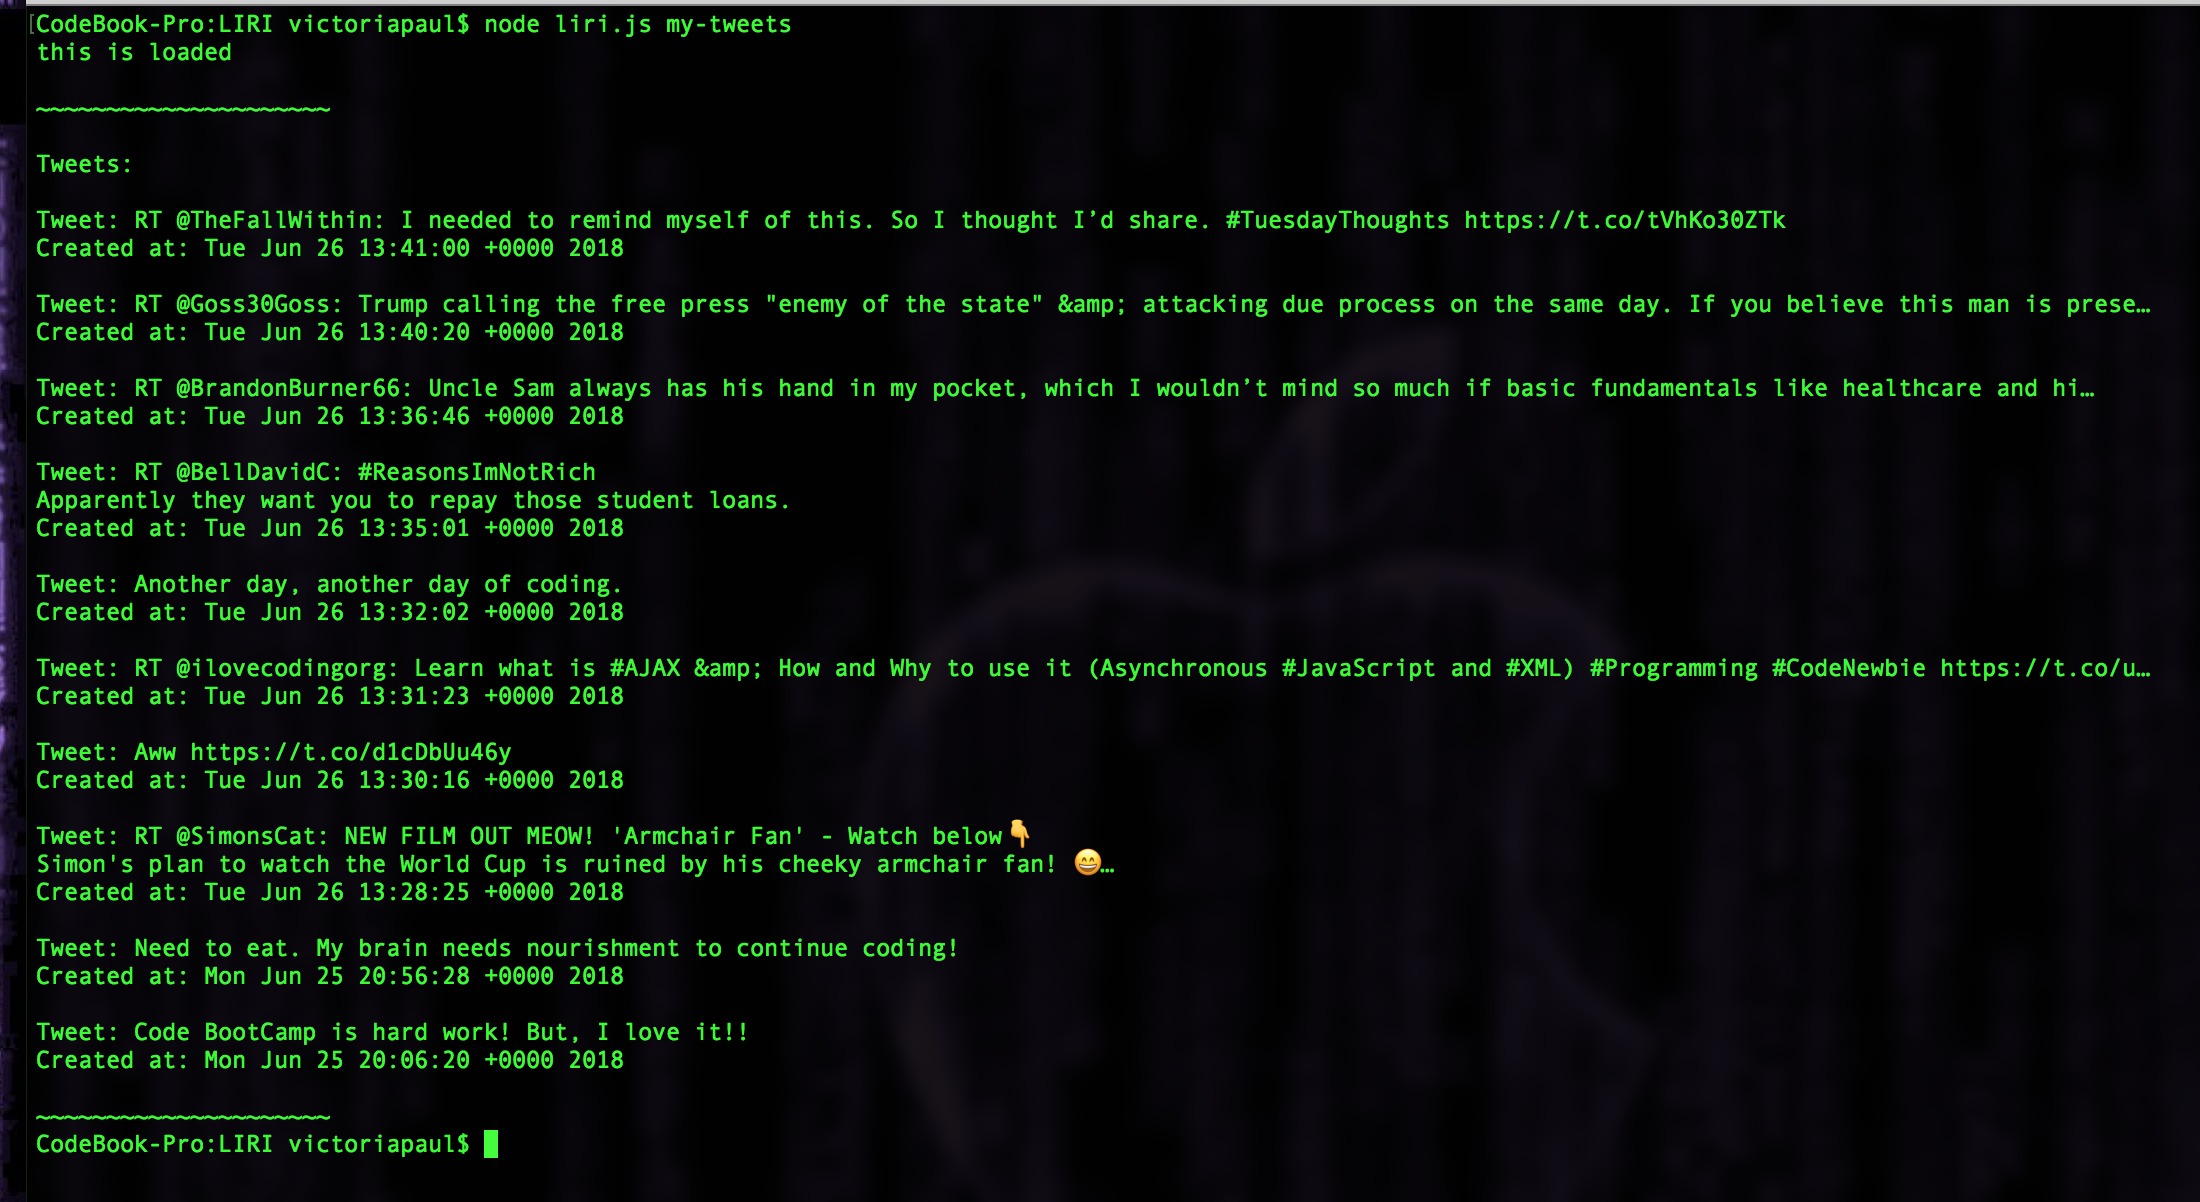 [CodeBook-Pro:LIRI victoriapaul$ node liri.js my-tweets
this is loaded
~~~~~~~~~~~~~~~~~~~~~
Tweets:
Tweet: RT @TheFallWithin: I needed to remind myself of this. So I thought I’d share. #TuesdayThoughts https://t.co/tVhKo30ZTk
Created at: Tue Jun 26 13:41:00 +0000 2018
Tweet: RT @Goss30Goss: Trump calling the free press "enemy of the state" &amp; attacking due process on the same day. If you believe this man is prese…
Created at: Tue Jun 26 13:40:20 +0000 2018
Tweet: RT @BrandonBurner66: Uncle Sam always has his hand in my pocket, which I wouldn’t mind so much if basic fundamentals like healthcare and hi…
Created at: Tue Jun 26 13:36:46 +0000 2018
Tweet: RT @BellDavidC: #ReasonsImNotRich
Apparently they want you to repay those student loans.
Created at: Tue Jun 26 13:35:01 +0000 2018
Tweet: Another day, another day of coding.
Created at: Tue Jun 26 13:32:02 +0000 2018
Tweet: RT @ilovecodingorg: Learn what is #AJAX &amp; How and Why to use it (Asynchronous #JavaScript and #XML) #Programming #CodeNewbie https://t.co/u…
Created at: Tue Jun 26 13:31:23 +0000 2018
Tweet: Aww https://t.co/d1cDbUu46y
Created at: Tue Jun 26 13:30:16 +0000 2018
Tweet: RT @SimonsCat: NEW FILM OUT MEOW! 'Armchair Fan' - Watch below👇
Simon's plan to watch the World Cup is ruined by his cheeky armchair fan! 😄…
Created at: Tue Jun 26 13:28:25 +0000 2018
Tweet: Need to eat. My brain needs nourishment to continue coding!
Created at: Mon Jun 25 20:56:28 +0000 2018
Tweet: Code BootCamp is hard work! But, I love it!!
Created at: Mon Jun 25 20:06:20 +0000 2018
~~~~~~~~~~~~~~~~~~~~~
CodeBook-Pro:LIRI victoriapaul$